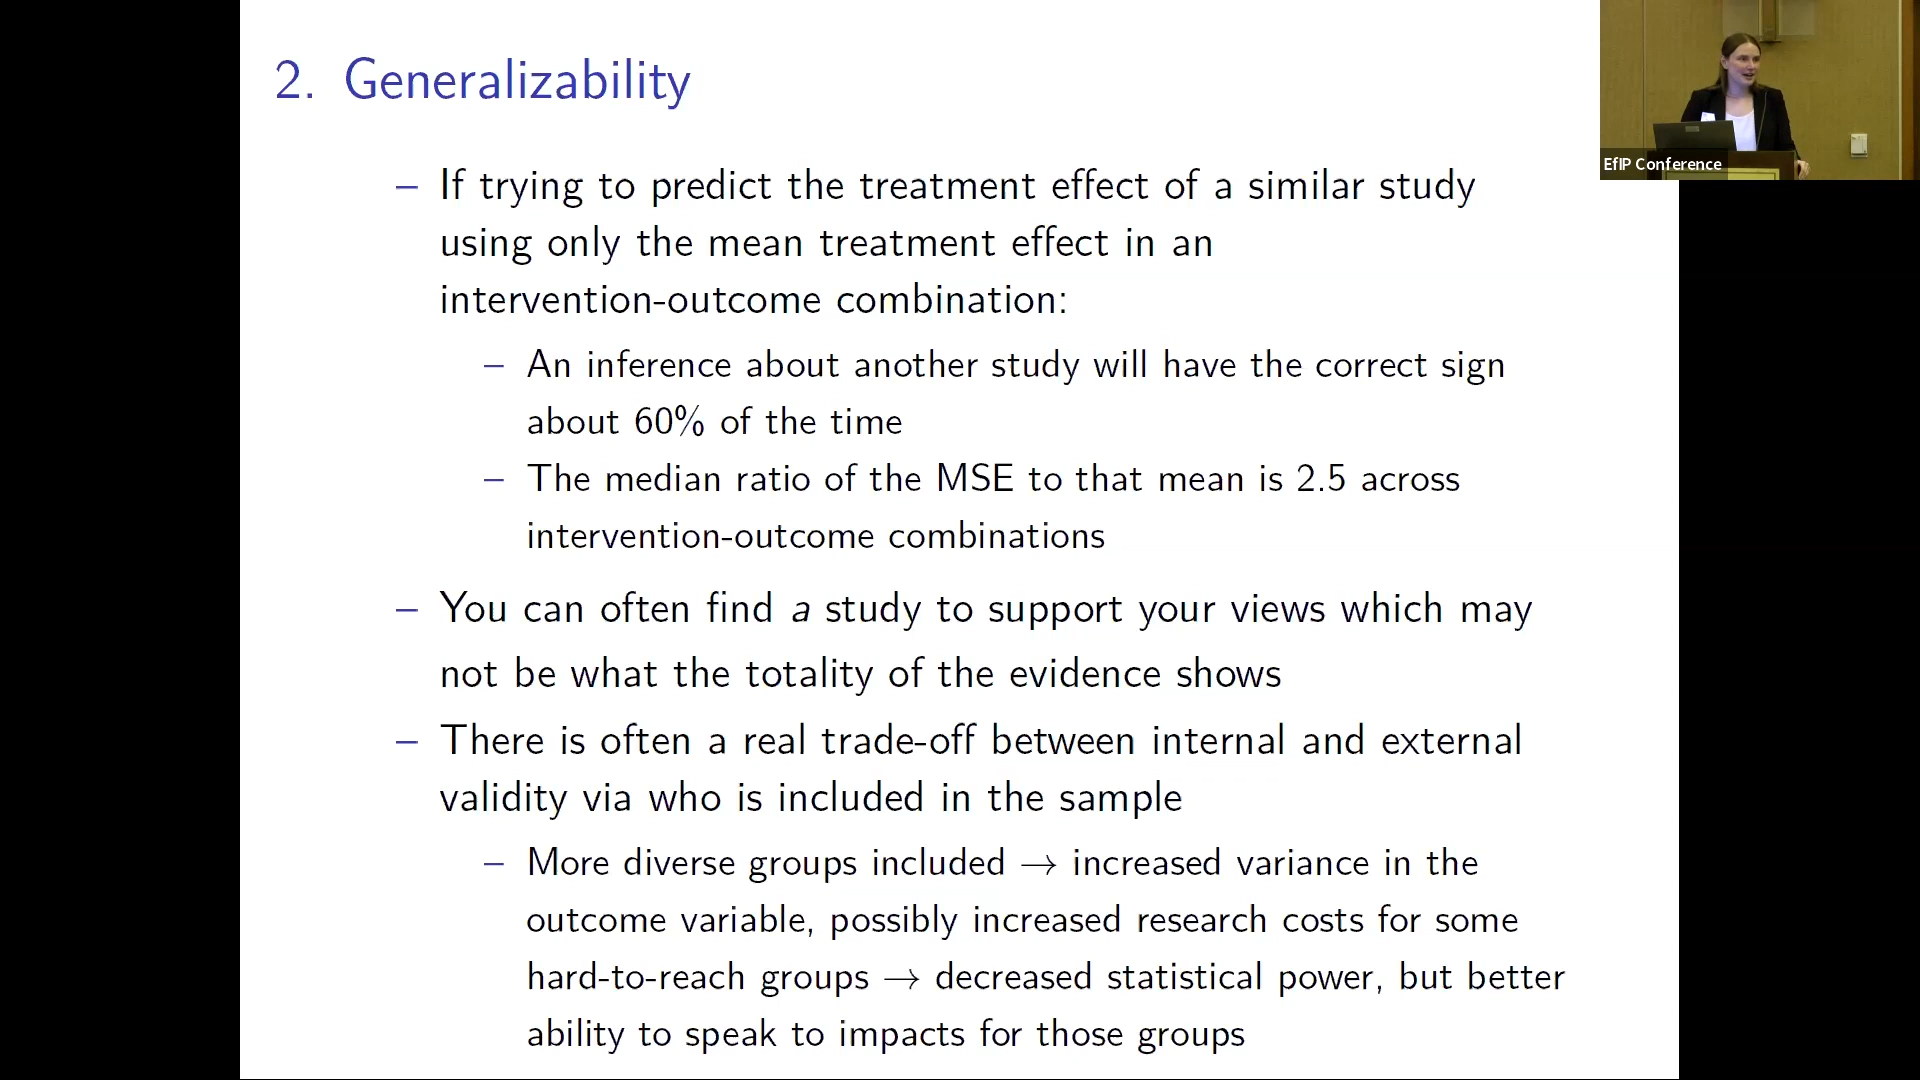 2. Generalizability
– If trying to predict the treatment effect of a similar study
using only the mean treatment effect in an
intervention-outcome combination:
– An inference about another study will have the correct sign
about 60% of the time
– The median ratio of the MSE to that mean is 2.5 across
intervention-outcome combinations
– You can often find a study to support your views which may
not be what the totality of the evidence shows
– There is often a real trade-off between internal and external
validity via who is included in the sample
– More diverse groups included → increased variance in the
outcome variable, possibly increased research costs for some
hard-to-reach groups → decreased statistical power, but better
ability to speak to impacts for those groups
EfIP Conference